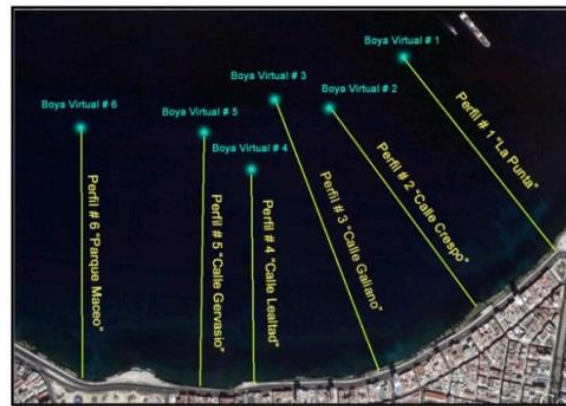 Boya Virtual # 1
Boya Virtual # 3
Boya Virtual # 2
Boya Virtual # 6
Boya Virtual # 5
Boya Virtual # 4
Perfil # 1 "La Punta"
Perfil # 2 "Calle Crespo"
Perfil # 3 "Calle Galiano"
Perfil # 4 "Calle Lealtad"
Perfil # 5 "Calle Gervasio"
Perfil # 6 "Parque Maceo"